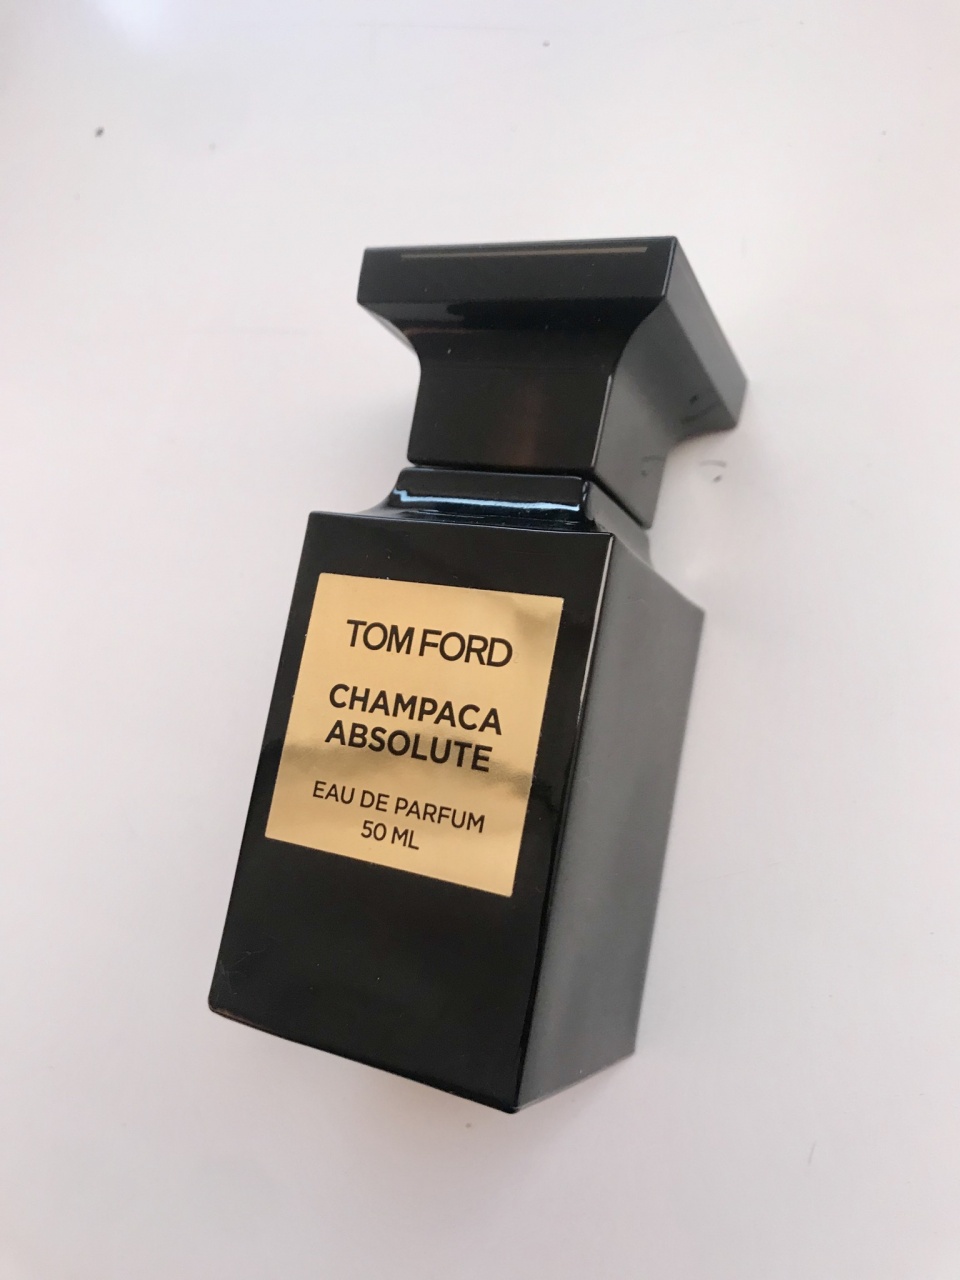 TOM FORD
CHAMPACA
ABSOLUTE
EAU DE PARFUM
50 ML